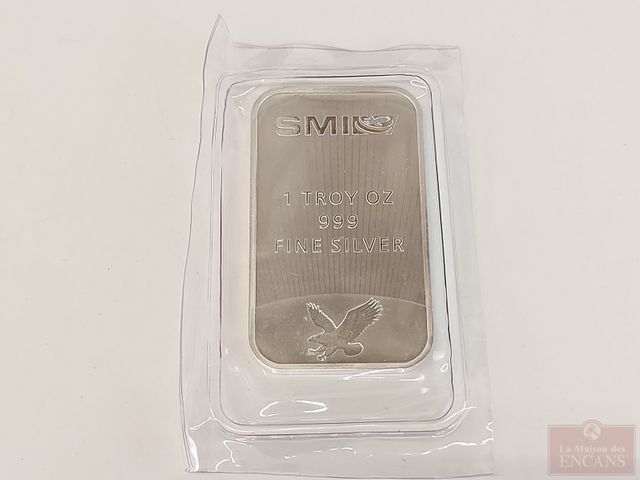 SMI
1 TROY OZ
999
FINE SILVER
La Maison des
ENCANS